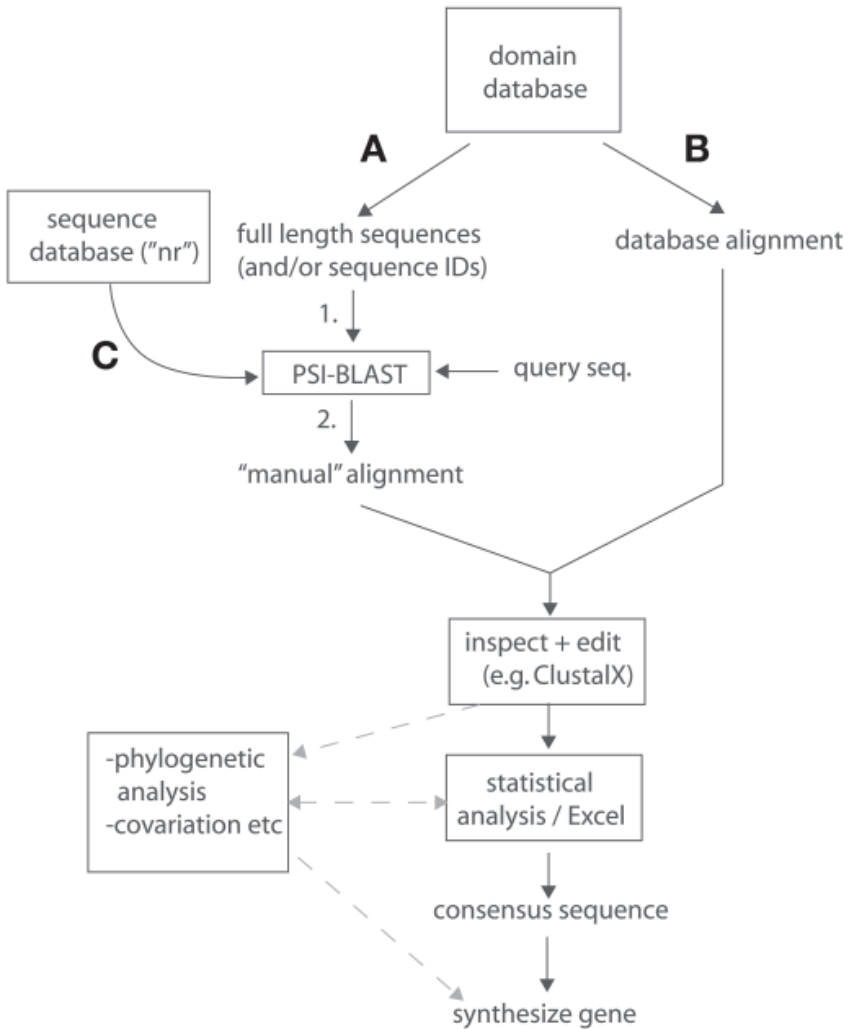 domain
database
A
B
sequence
database ("nr")
full length sequences
(and/or sequence IDs)
database alignment
1.
C
PSI-BLAST
query seq.
2.
“manual” alignment
inspect + edit
(e.g. ClustalX)
-phylogenetic
analysis
-covariation etc
statistical
analysis / Excel
consensus sequence
synthesize gene